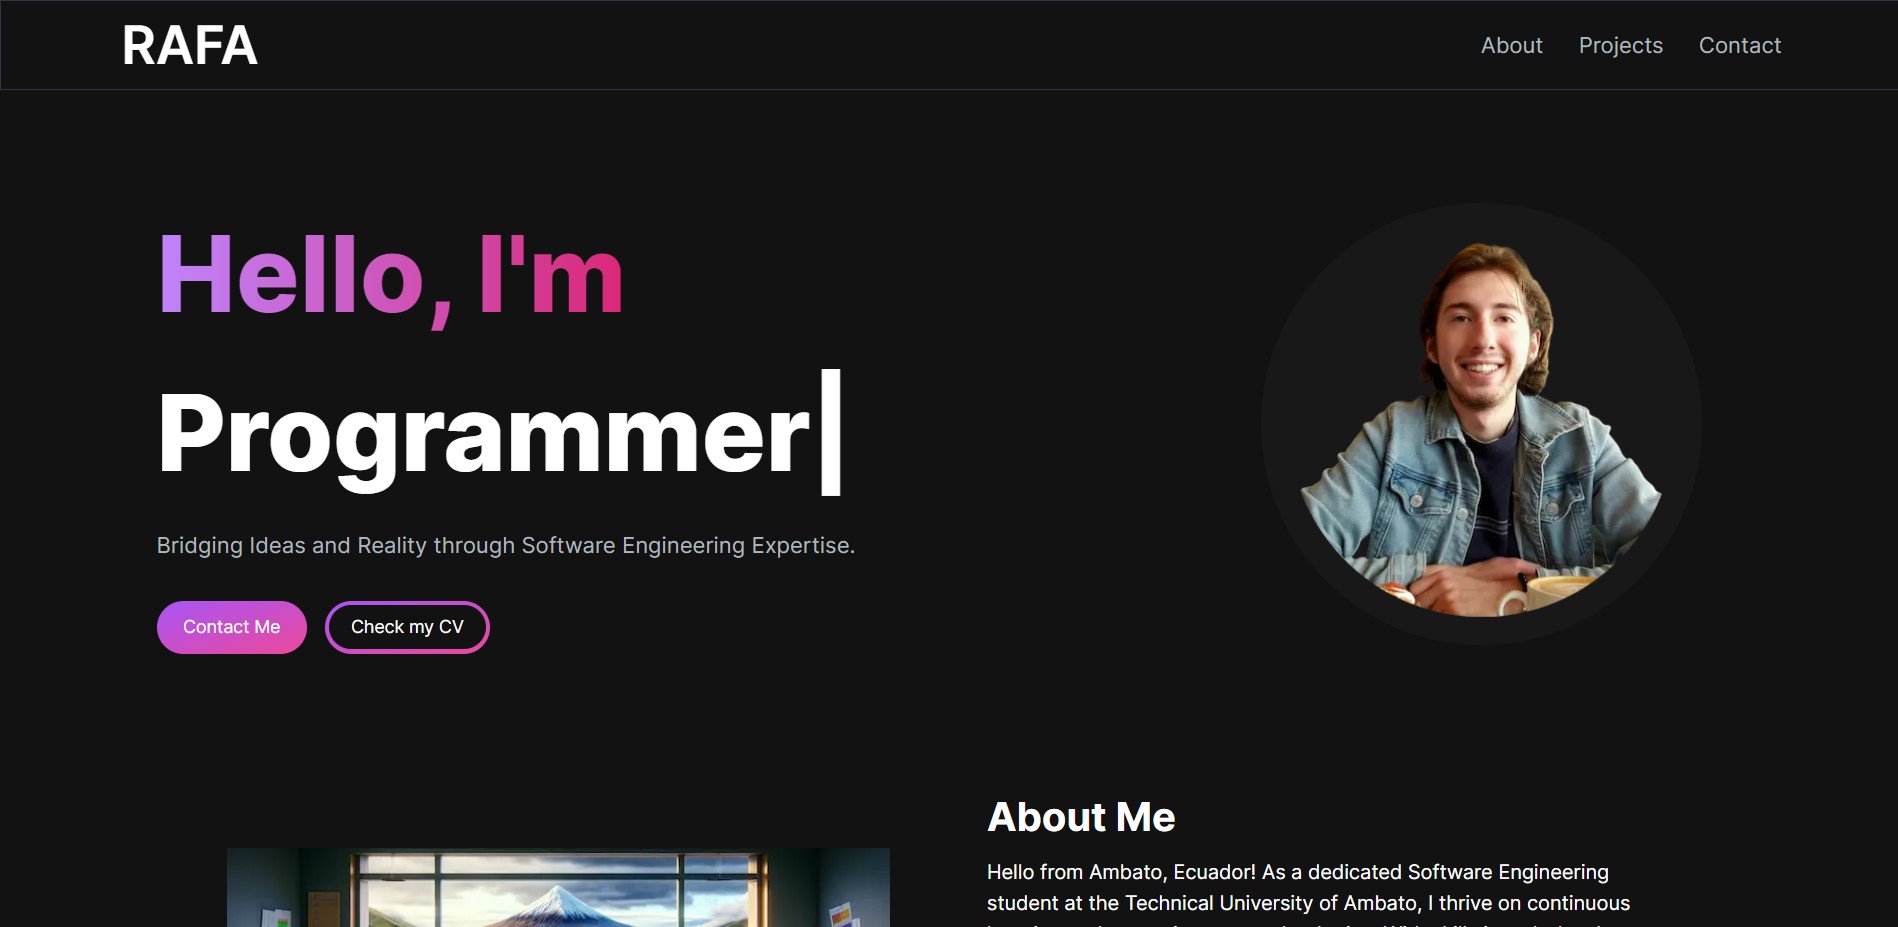 RAFA
About Projects Contact
Hello, I'm
Programmer
Bridging Ideas and Reality through Software Engineering Expertise.
Contact Me
Check my CV
About Me
Hello from Ambato, Ecuador! As a dedicated Software Engineering
student at the Technical University of Ambato, I thrive on continuous